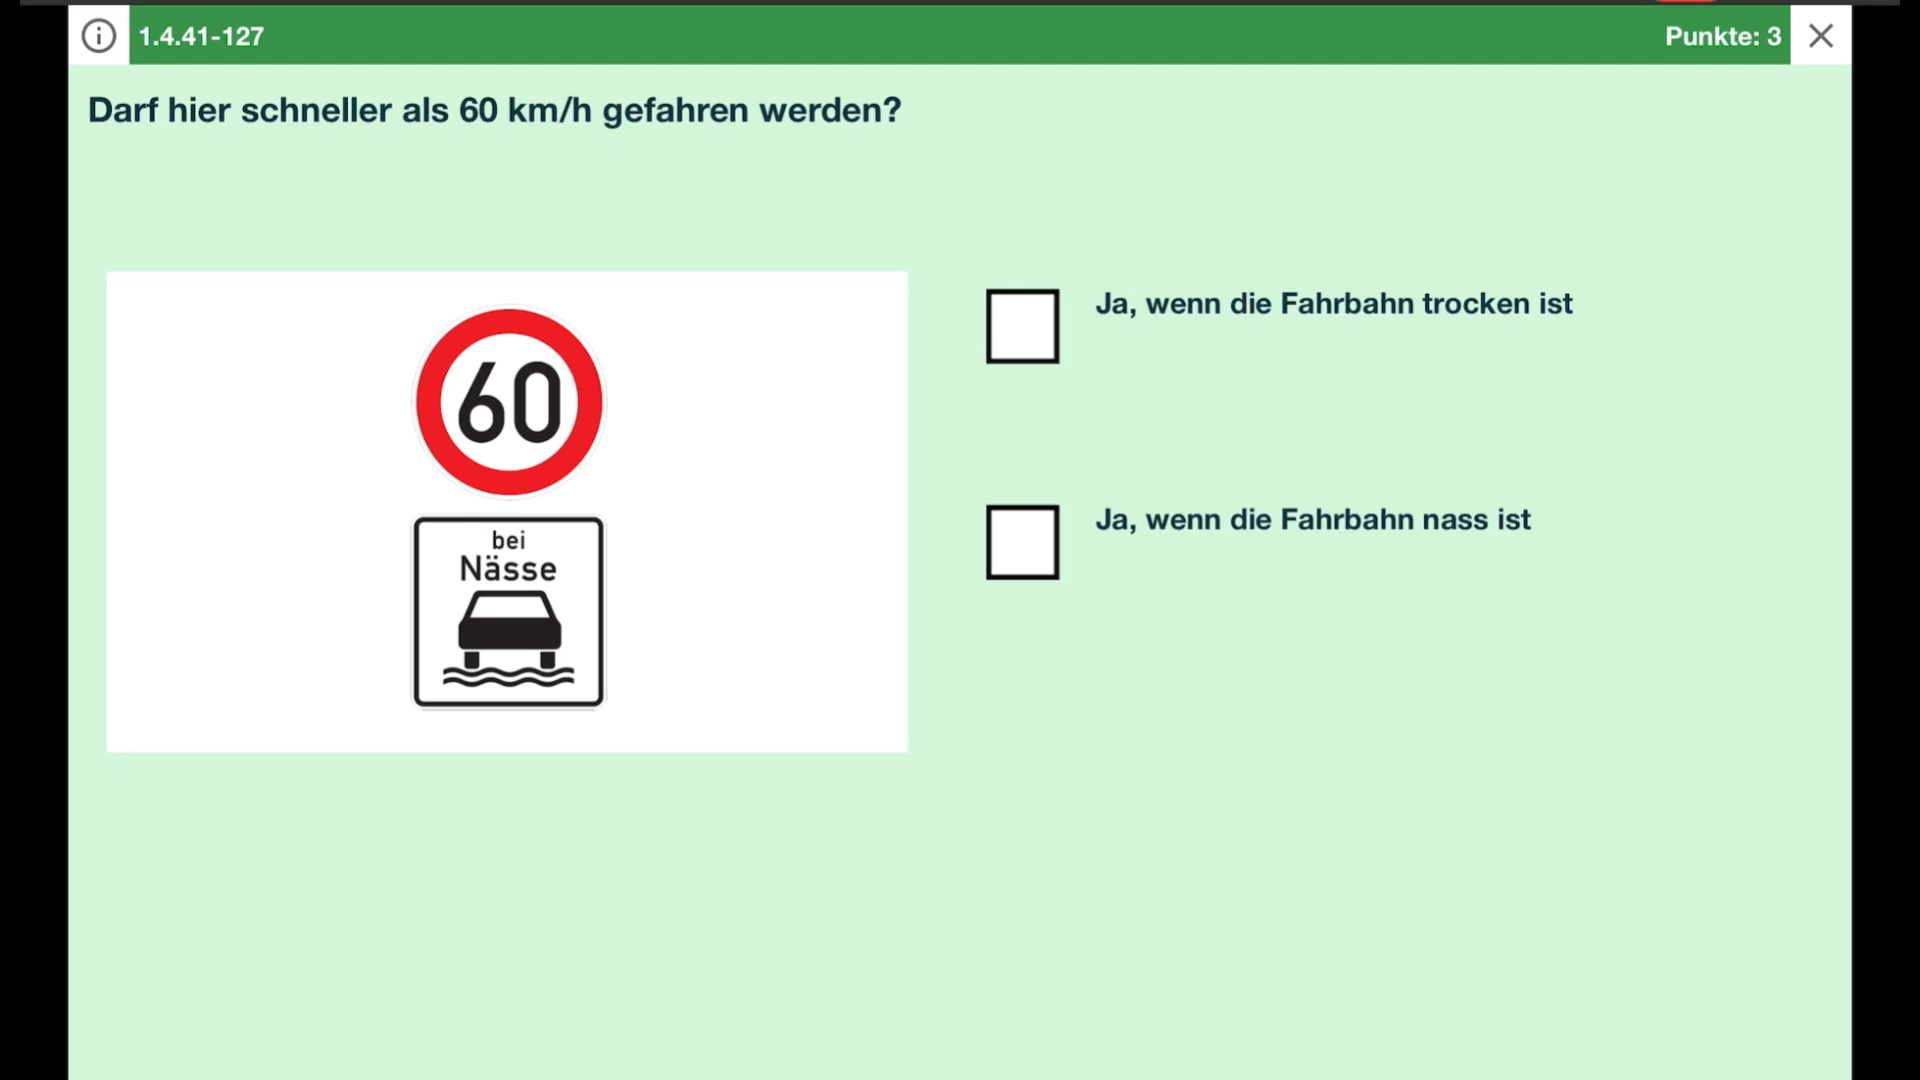 1.4.41-127
Punkte: 3
Darf hier schneller als 60 km/h gefahren werden?
60
bei
Nässe
Ja, wenn die Fahrbahn trocken ist
Ja, wenn die Fahrbahn nass ist